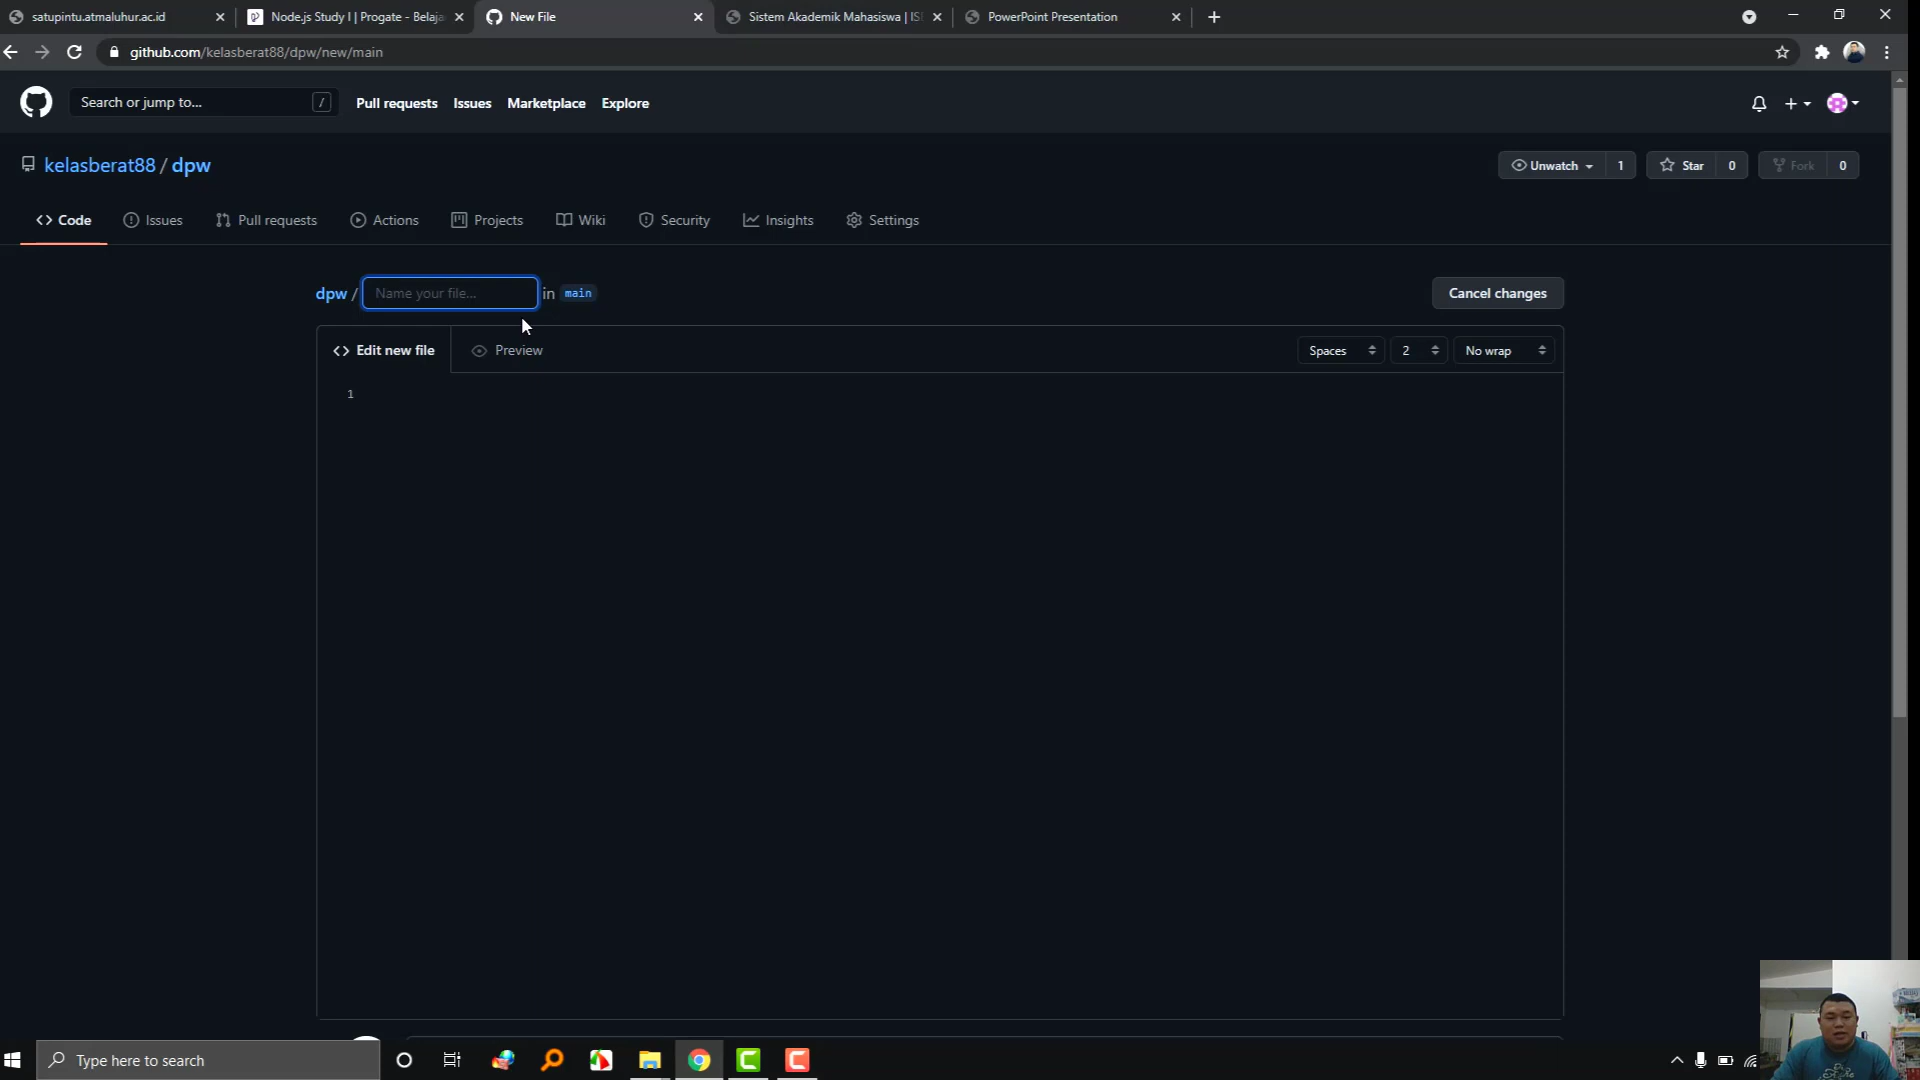 satupintu.atmaluhur.ac.id
Node.js Study I | Progate - Belaja
New File
Sistem Akademik Mahasiswa | IS
PowerPoint Presentation
github.com/kelasberat88/dpw/new/main
Search or jump to... /
Pull requests Issues Marketplace Explore
kelasberat88 / dpw
Unwatch 1 Star 0 Fork 0
Code Issues Pull requests Actions Projects Wiki Security Insights Settings
dpw / Name your file... in main
Cancel changes
Edit new file Preview
Spaces 2 No wrap
1
Type here to search